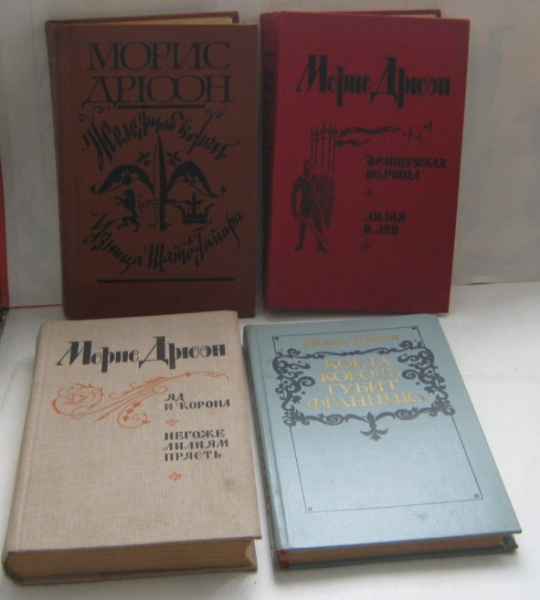 МОРИС
ДРЮОН
Железный король
Узница Шато-Гайара
Морис Дрюон
ФРАНЦУЗСКАЯ
ВОЛЧИЦА
ЛИЛИЯ
И ЛЕВ
Морис Дрюон
ЯД
И КОРОНА
НЕГОЖЕ
ЛИЛИЯМ
ПРЯСТЬ
Морис Дрюон
КОГДА
КОРОЛЬ
ГУБИТ
ФРАНЦИЮ